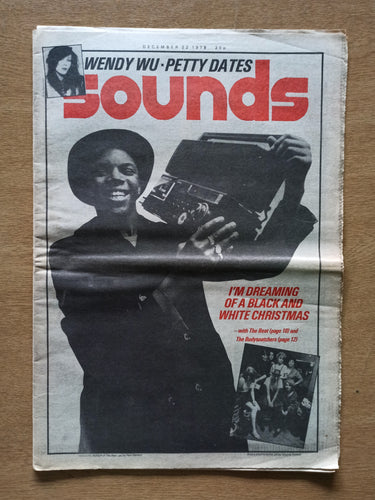 DECEMBER 22 1979
WENDY WU · PETTY DATES
sounds
I'M DREAMING
OF A BLACK AND
WHITE CHRISTMAS
– with The Beat (page 10) and
The Bodysnatchers (page 12)